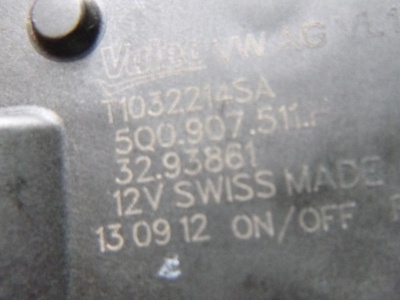 Valeo VW AG
T1032214SA
5Q0.907.511.
32.93861
12V SWISS MADE
13 09 12 ON/OFF